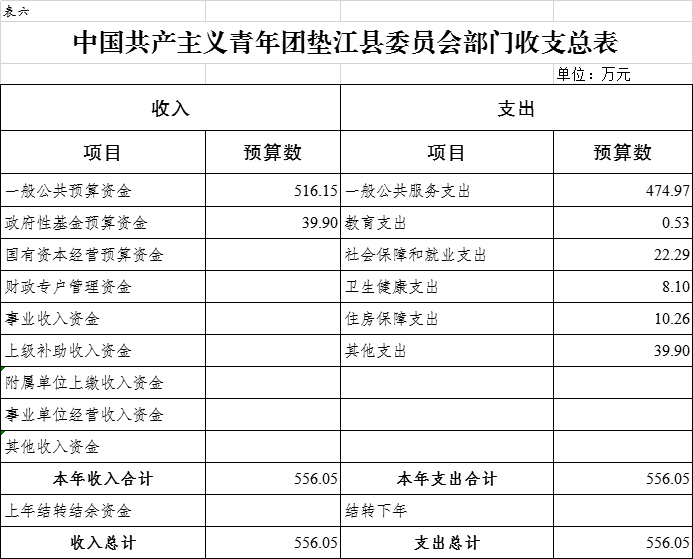 表六
中国共产主义青年团垫江县委员会部门收支总表
单位：万元
收入 支出
项目 预算数 项目 预算数
一般公共预算资金 516.15 一般公共服务支出 474.97
政府性基金预算资金 39.90 教育支出 0.53
国有资本经营预算资金 社会保障和就业支出 22.29
财政专户管理资金 卫生健康支出 8.10
事业收入资金 住房保障支出 10.26
上级补助收入资金 其他支出 39.90
附属单位上缴收入资金
事业单位经营收入资金
其他收入资金
本年收入合计 556.05 本年支出合计 556.05
上年结转结余资金 结转下年
收入总计 556.05 支出总计 556.05